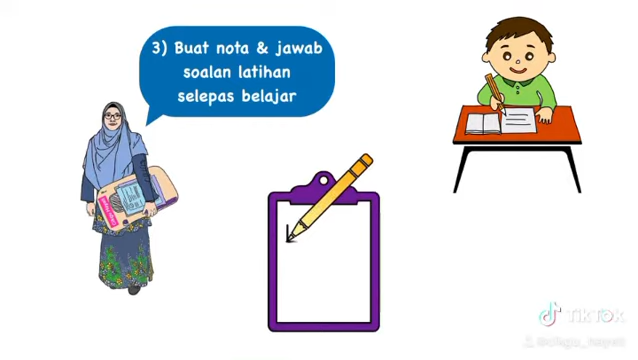 3) Buat nota & jawab
soalan latihan
selepas belajar
TikTok